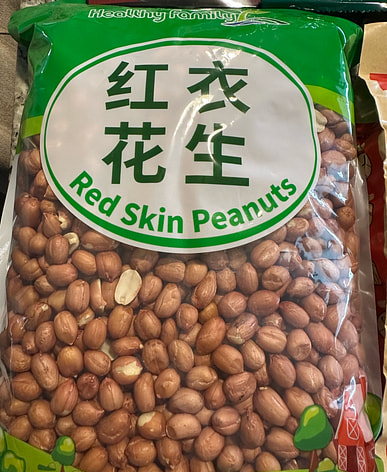 Healthy Family
红衣
花生
Red Skin Peanuts